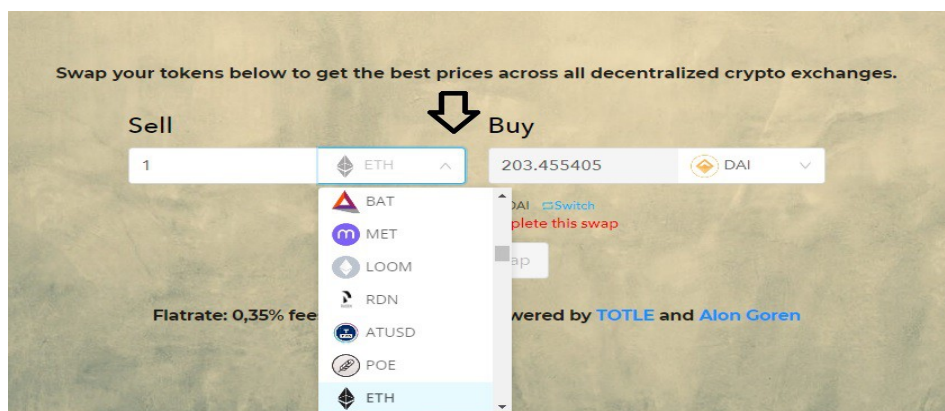 Swap your tokens below to get the best prices across all decentralized crypto exchanges.
Sell Buy
1 ETH 203.455405 DAI
BAT
DAI Switch
plete this swap
MET
LOOM
ap
RDN
Flatrate: 0,35% fee wered by TOTLE and Alon Goren
ATUSD
POE
ETH